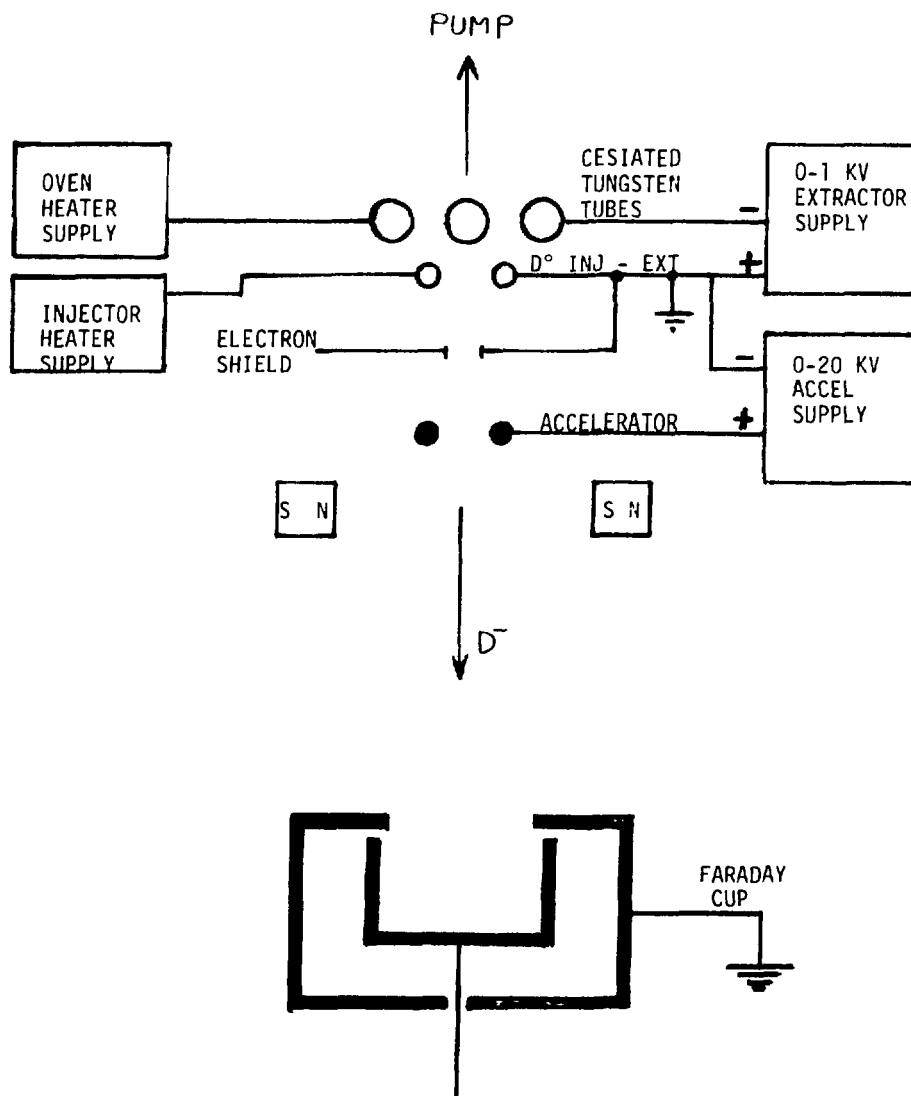 PUMP
OVEN
HEATER
SUPPLY
CESIATED
TUNGSTEN
TUBES
-
0-1 KV
EXTRACTOR
SUPPLY
+
D° INJ - EXT
INJECTOR
HEATER
SUPPLY
ELECTRON
SHIELD
-
0-20 KV
ACCEL
SUPPLY
+
ACCELERATOR
S N
S N
D⁻
FARADAY
CUP